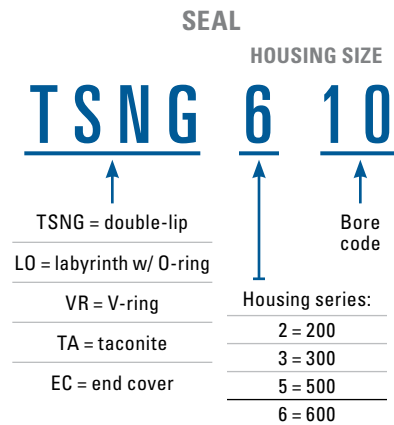 SEAL
HOUSING SIZE
TSNG 6 10
TSNG = double-lip
LO = labyrinth w/ O-ring
VR = V-ring
TA = taconite
EC = end cover
Housing series:
2 = 200
3 = 300
5 = 500
6 = 600
Bore
code